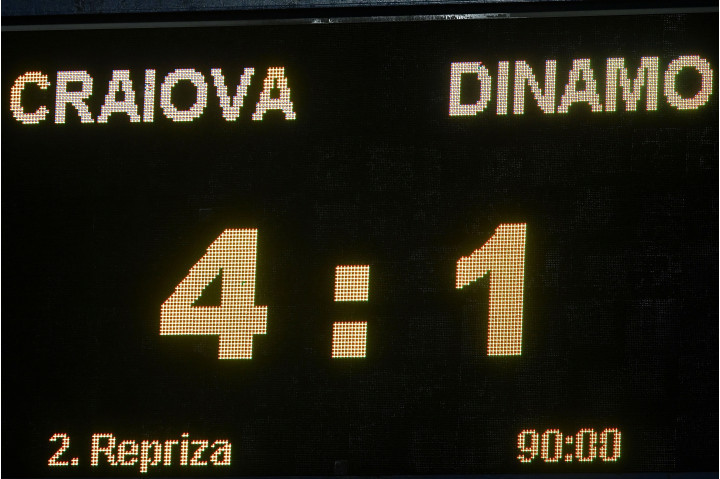 CRAIOVA DINAMO
4 : 1
2. Repriza 90:00